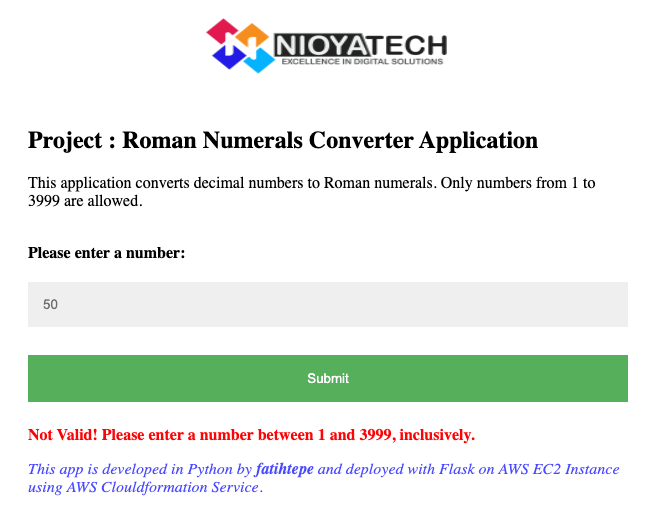 NIOYATECH
EXCELLENCE IN DIGITAL SOLUTIONS
Project : Roman Numerals Converter Application
This application converts decimal numbers to Roman numerals. Only numbers from 1 to
3999 are allowed.
Please enter a number:
50
Submit
Not Valid! Please enter a number between 1 and 3999, inclusively.
This app is developed in Python by fatihtepe and deployed with Flask on AWS EC2 Instance
using AWS Clouldformation Service.